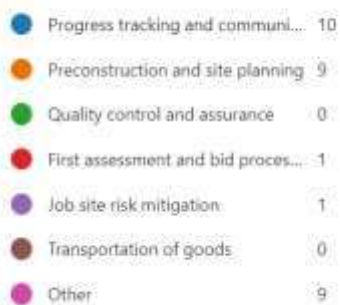 Progress tracking and communi... 10
Preconstruction and site planning 9
Quality control and assurance 0
First assessment and bid proces... 1
Job site risk mitigation 1
Transportation of goods 0
Other 9